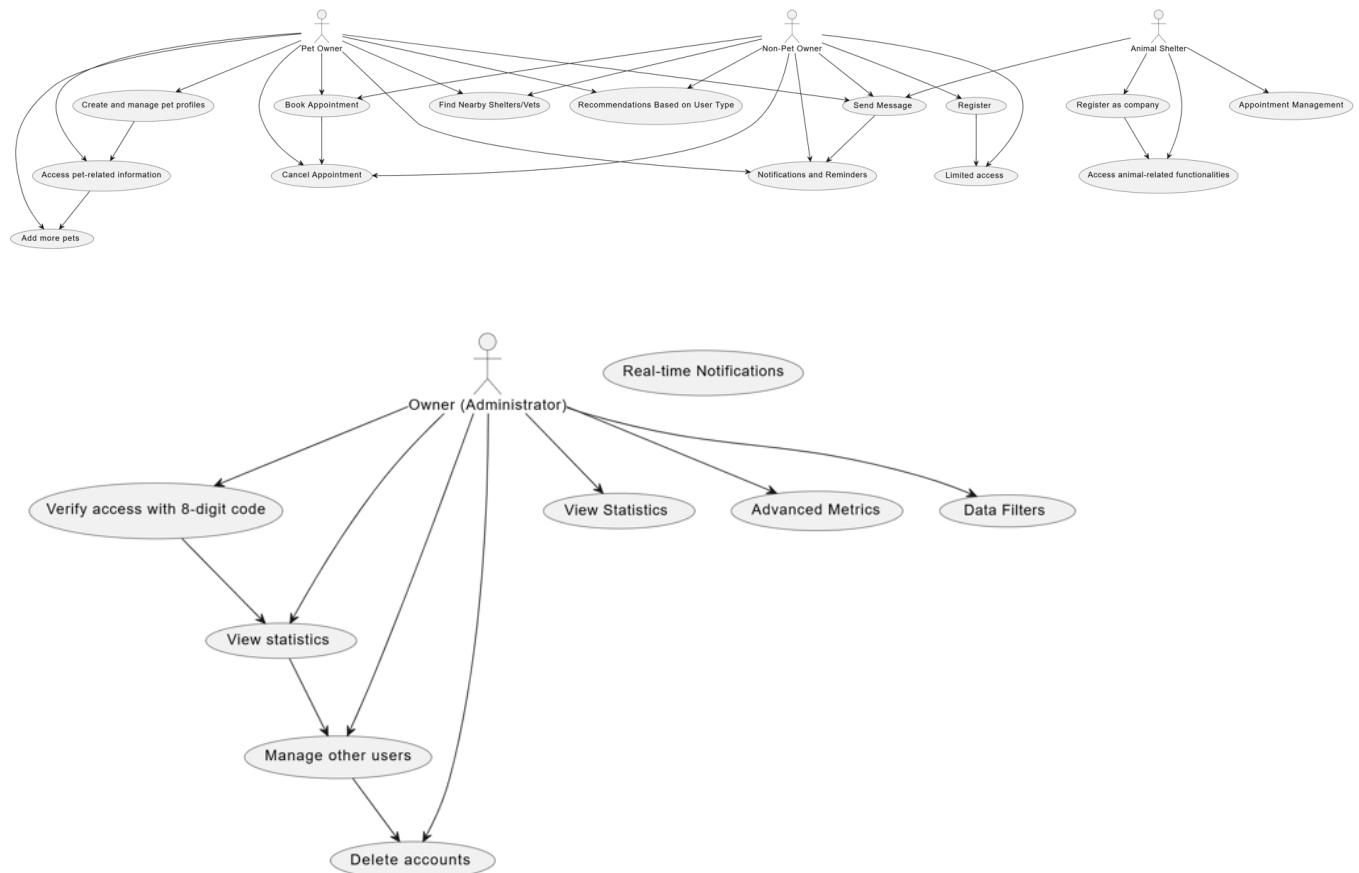 Pet Owner
Non-Pet Owner
Animal Shelter
Create and manage pet profiles
Book Appointment
Find Nearby Shelters/Vets
Recommendations Based on User Type
Send Message
Register
Register as company
Appointment Management
Access pet-related information
Cancel Appointment
Notifications and Reminders
Limited access
Access animal-related functionalities
Add more pets
Real-time Notifications
Owner (Administrator)
Verify access with 8-digit code
View Statistics
Advanced Metrics
Data Filters
View statistics
Manage other users
Delete accounts